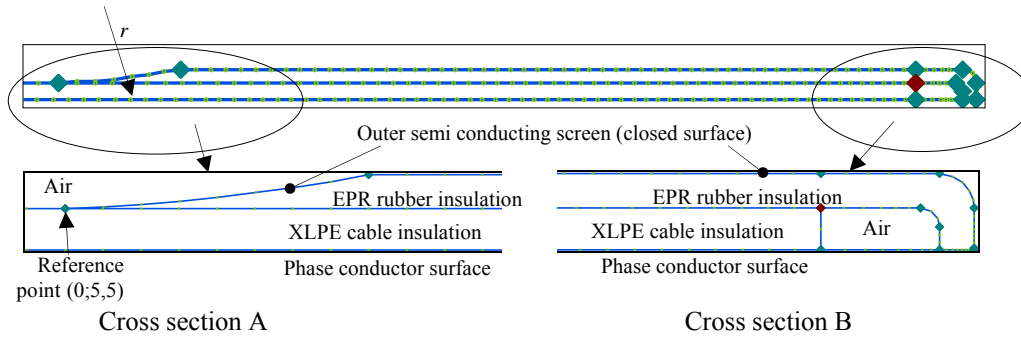 r
Outer semi conducting screen (closed surface)
Air
EPR rubber insulation
XLPE cable insulation
Phase conductor surface
Reference
point (0;5,5)
Cross section A
EPR rubber insulation
XLPE cable insulation
Air
Phase conductor surface
Cross section B